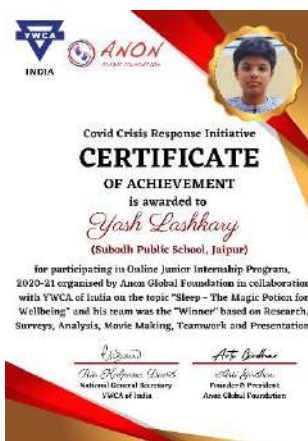 YWCA
INDIA
ANON
Covid Crisis Response Initiative
CERTIFICATE
OF ACHIEVEMENT
is awarded to
Yash Lashkary
(Subodh Public School, Jaipur)
for participating in Online Junior Internship Program,
2020-21 organised by Anon Global Foundation in collaboration
with YWCA of India on the topic "Sleep - The Magic Potion for
Wellbeing" and his team was the "Winner" based on Research,
Surveys, Analysis, Movie Making, Teamwork and Presentation
National General Secretary
YWCA of India
Founder & President
Anon Global Foundation